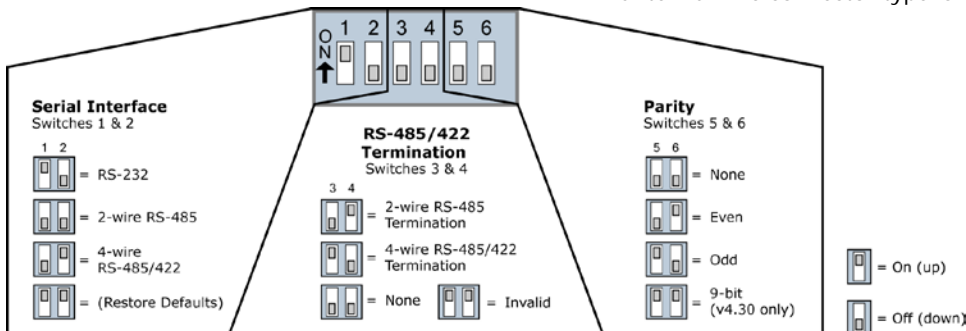 ON 1 2 3 4 5 6
Serial Interface
Switches 1 & 2
1 2
= RS-232
= 2-wire RS-485
= 4-wire
RS-485/422
= (Restore Defaults)
RS-485/422
Termination
Switches 3 & 4
3 4
= 2-wire RS-485
Termination
= 4-wire RS-485/422
Termination
= None = Invalid
Parity
Switches 5 & 6
5 6
= None
= Even
= Odd
= 9-bit
(v4.30 only)
= On (up)
= Off (down)